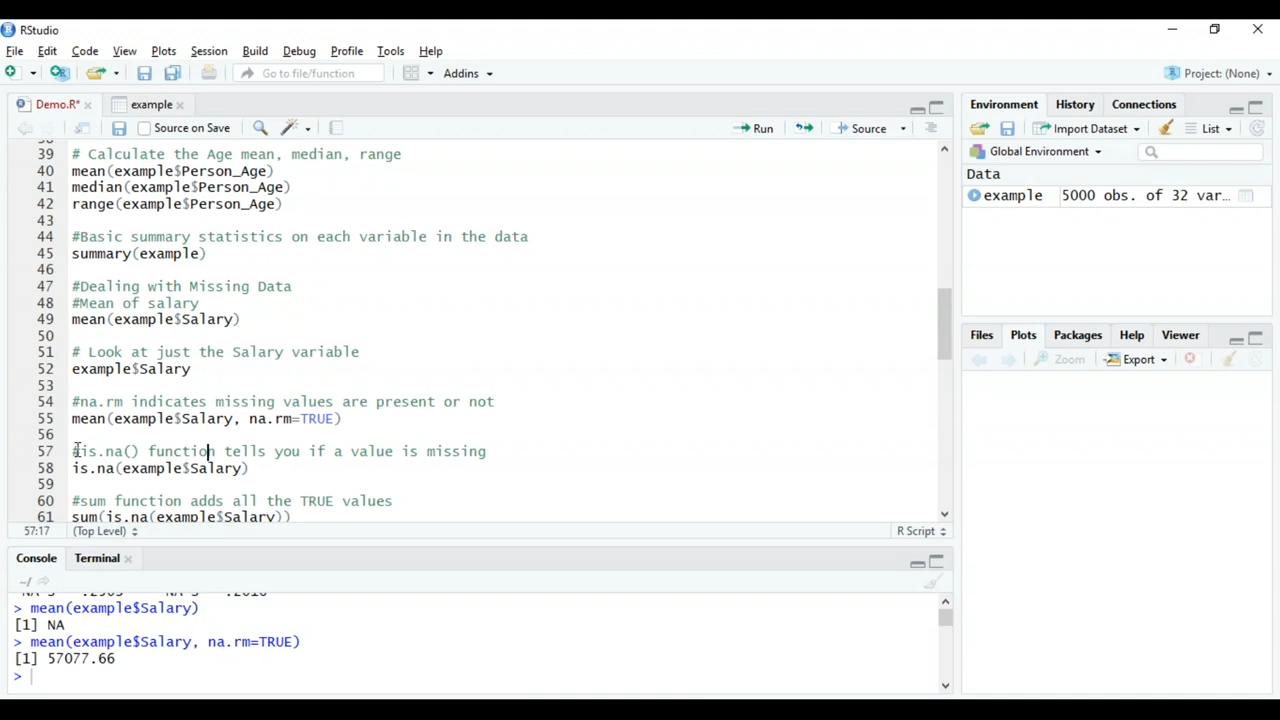 RStudio
File Edit Code View Plots Session Build Debug Profile Tools Help
Go to file/function Addins Project: (None)
Demo.R* example
Source on Save Run Source
39 # Calculate the Age mean, median, range
40 mean(example$Person_Age)
41 median(example$Person_Age)
42 range(example$Person_Age)
43
44 #Basic summary statistics on each variable in the data
45 summary(example)
46
47 #Dealing with Missing Data
48 #Mean of salary
49 mean(example$Salary)
50
51 # Look at just the Salary variable
52 example$Salary
53
54 #na.rm indicates missing values are present or not
55 mean(example$Salary, na.rm=TRUE)
56
57 #is.na() function tells you if a value is missing
58 is.na(example$Salary)
59
60 #sum function adds all the TRUE values
61 sum(is.na(example$Salary))
57:17 (Top Level) R Script
Console Terminal
~/
> mean(example$Salary)
[1] NA
> mean(example$Salary, na.rm=TRUE)
[1] 57077.66
>
Environment History Connections
Import Dataset List
Global Environment
Data
example 5000 obs. of 32 var...
Files Plots Packages Help Viewer
Zoom Export